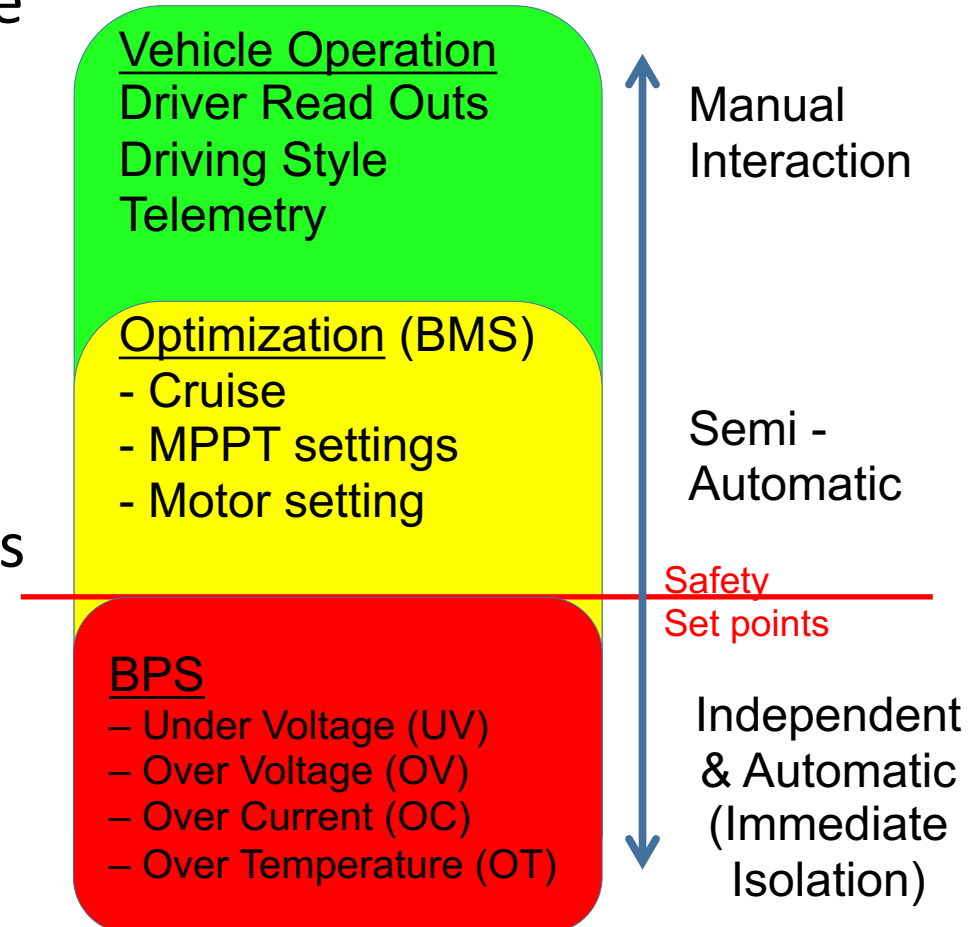 e
Vehicle Operation
Driver Read Outs
Driving Style
Telemetry
Manual
Interaction
Optimization (BMS)
- Cruise
- MPPT settings
- Motor setting
Semi -
Automatic
s
Safety
Set points
BPS
– Under Voltage (UV)
– Over Voltage (OV)
– Over Current (OC)
– Over Temperature (OT)
Independent
& Automatic
(Immediate
Isolation)